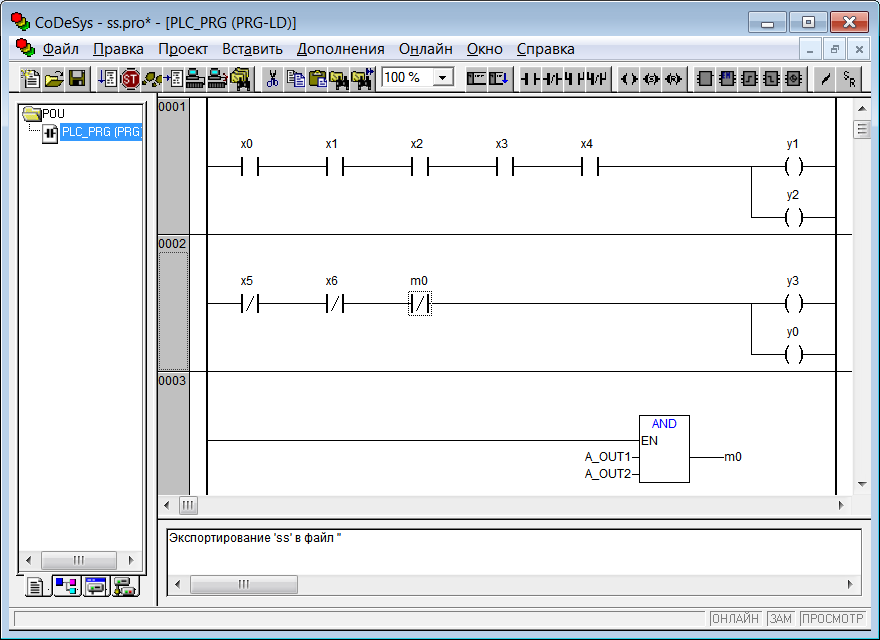 CoDeSys - ss.pro* - [PLC_PRG (PRG-LD)]
Файл Правка Проект Вставить Дополнения Онлайн Окно Справка
ST 100 % S R
POU
PLC_PRG (PRG
0001
x0 x1 x2 x3 x4 y1
y2
0002
x5 x6 m0 y3
y0
0003
AND
EN
A_OUT1 m0
A_OUT2
Экспортирование 'ss' в файл ''
ОНЛАЙН ЗАМ ПРОСМОТР